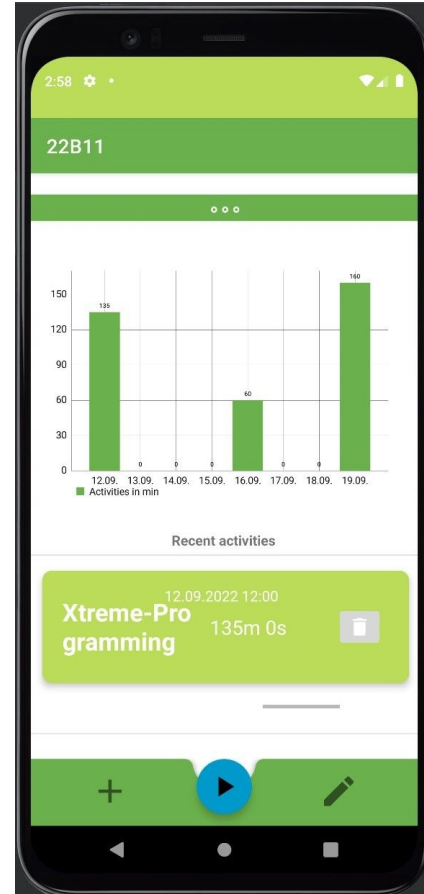 2:58
22B11
160
150
135
120
90
60
60
30
0 0 0 0 0
0
12.09. 13.09. 14.09. 15.09. 16.09. 17.09. 18.09. 19.09.
Activities in min
Recent activities
12.09.2022 12:00
Xtreme-Pro
gramming
135m 0s